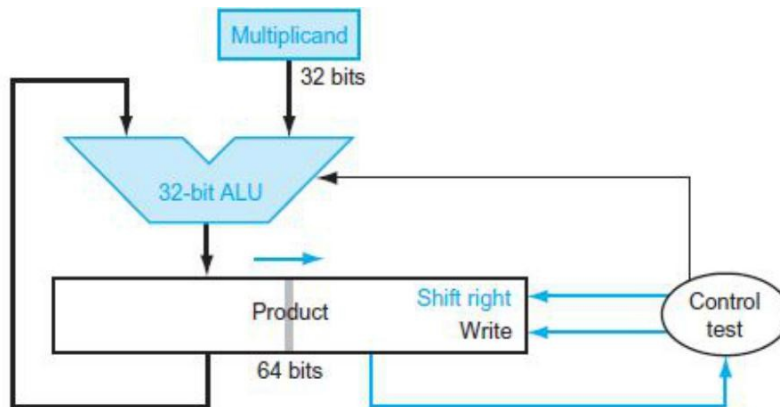 Multiplicand
32 bits
32-bit ALU
Product
Shift right
Write
Control
test
64 bits